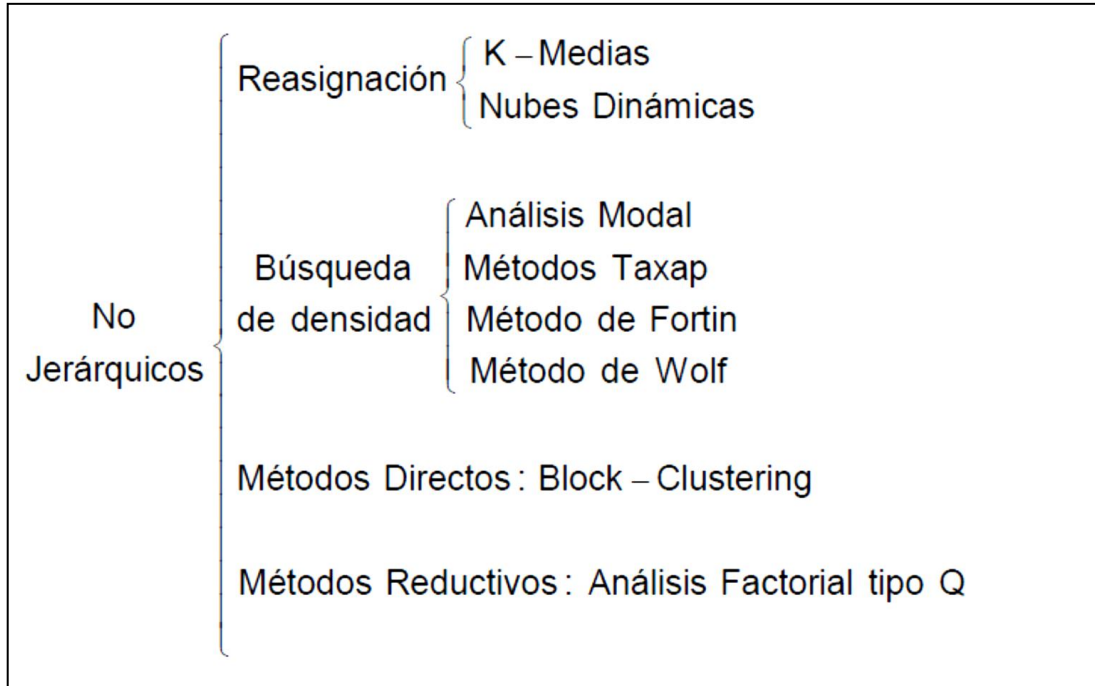 No
Jerárquicos
Reasignación
K – Medias
Nubes Dinámicas
Búsqueda
de densidad
Análisis Modal
Métodos Taxap
Método de Fortin
Método de Wolf
Métodos Directos : Block – Clustering
Métodos Reductivos : Análisis Factorial tipo Q